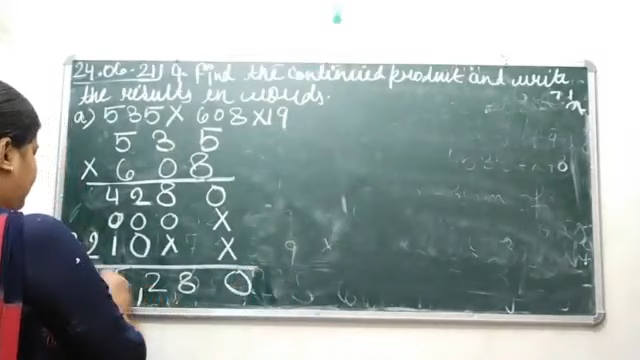 24.06.21) q. Find the continued product and write
the results in words.
a) 535 X 608 X 19
5 3 5
X 6 0 8
4 2 8 0
0 0 0 X
2 1 0 X X
2 8 0